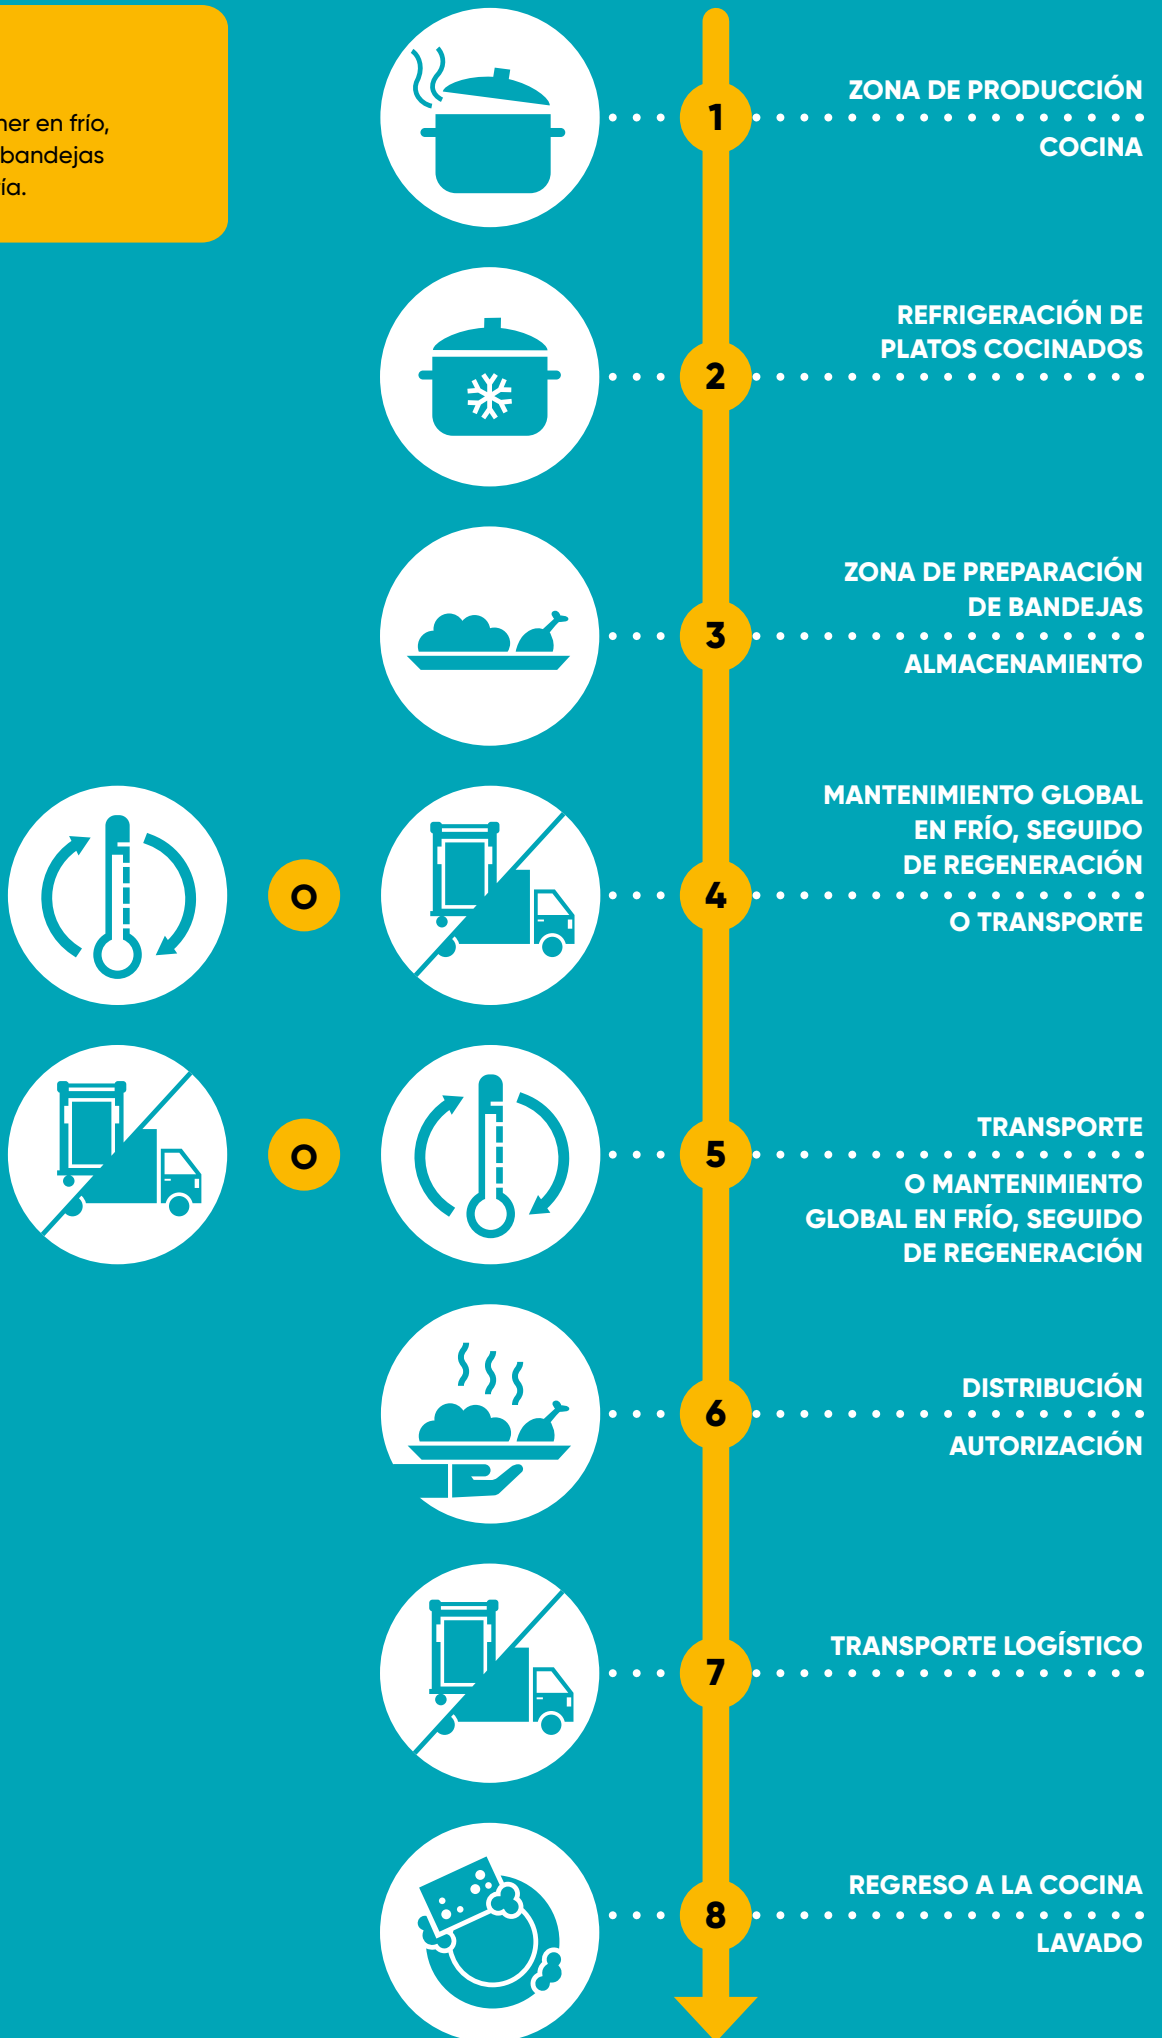 ner en frío,
bandejas
ía.
1
ZONA DE PRODUCCIÓN
COCINA
2
REFRIGERACIÓN DE
PLATOS COCINADOS
3
ZONA DE PREPARACIÓN
DE BANDEJAS
ALMACENAMIENTO
O
4
MANTENIMIENTO GLOBAL
EN FRÍO, SEGUIDO
DE REGENERACIÓN
O TRANSPORTE
O
5
TRANSPORTE
O MANTENIMIENTO
GLOBAL EN FRÍO, SEGUIDO
DE REGENERACIÓN
6
DISTRIBUCIÓN
AUTORIZACIÓN
7
TRANSPORTE LOGÍSTICO
8
REGRESO A LA COCINA
LAVADO